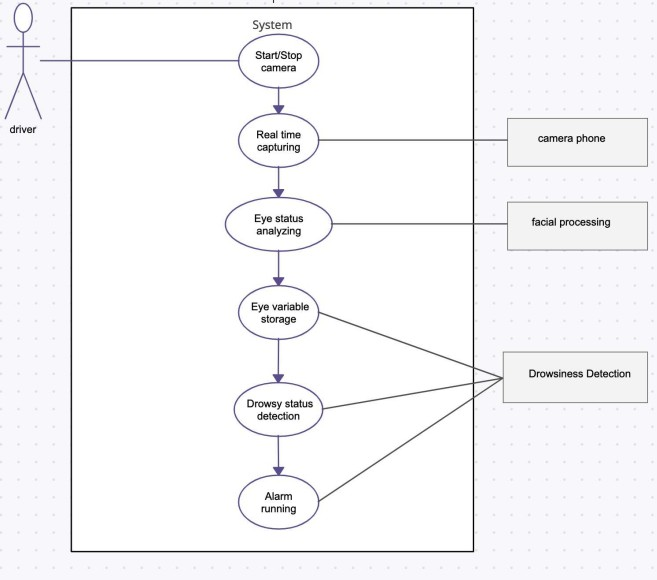 System
Start/Stop
camera
driver
Real time
capturing
camera phone
Eye status
analyzing
facial processing
Eye variable
storage
Drowsiness Detection
Drowsy status
detection
Alarm
running